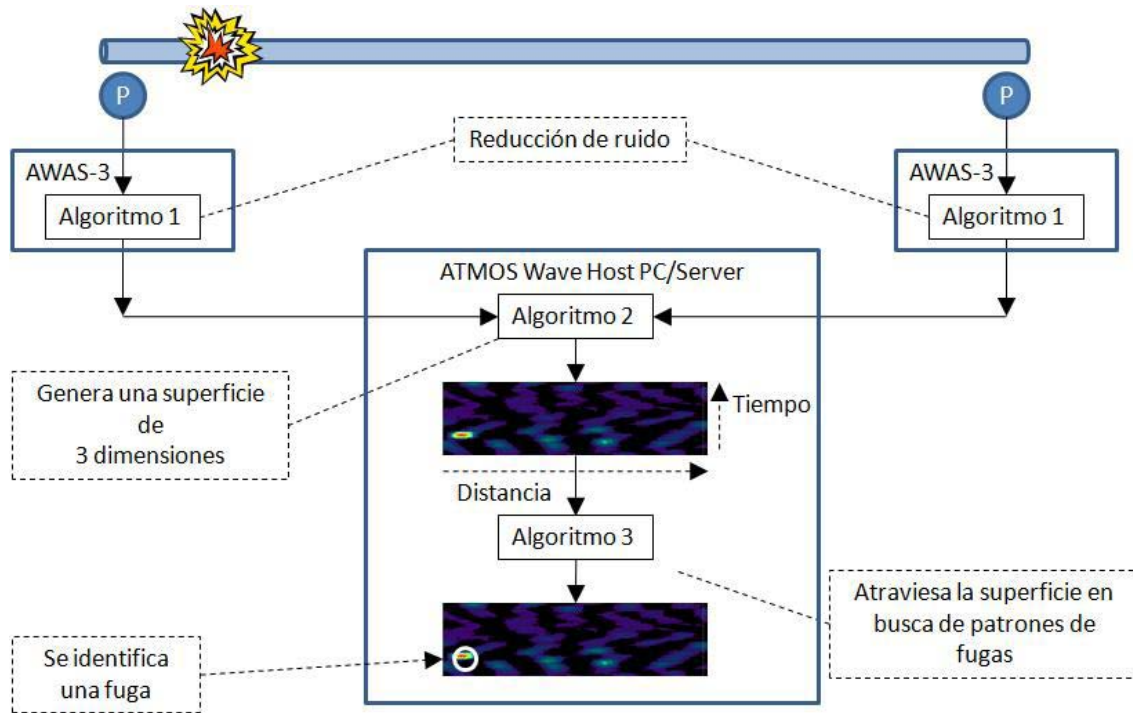 P
P
Reducción de ruido
AWAS-3
AWAS-3
Algoritmo 1
Algoritmo 1
ATMOS Wave Host PC/Server
Algoritmo 2
Genera una superficie
de
3 dimensiones
Tiempo
Distancia
Algoritmo 3
Atraviesa la superficie en
busca de patrones de
fugas
Se identifica
una fuga